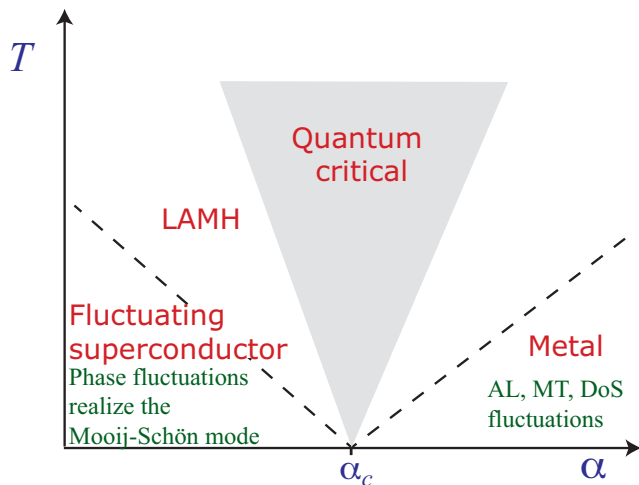 T
Quantum
critical
LAMH
Fluctuating
superconductor
Phase fluctuations
realize the
Mooij-Schön mode
Metal
AL, MT, DoS
fluctuations
αc
α